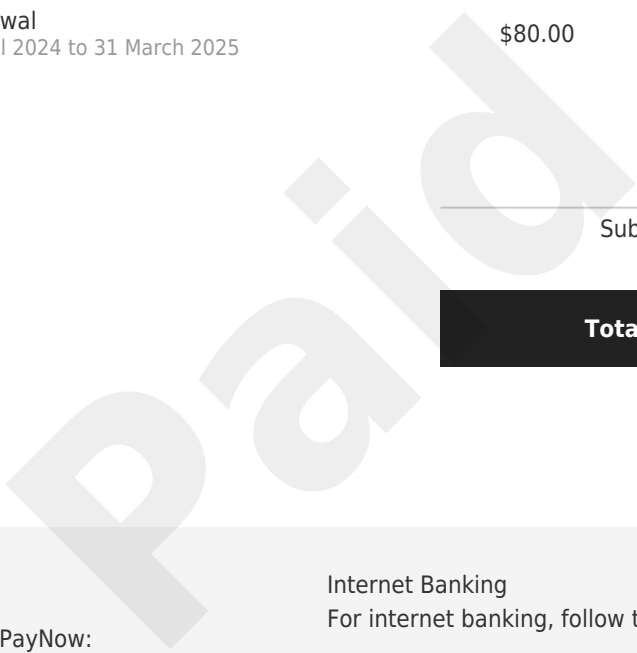 wal
$80.00
l 2024 to 31 March 2025
Sub
Tota
Paid
Internet Banking
For internet banking, follow t
PayNow: